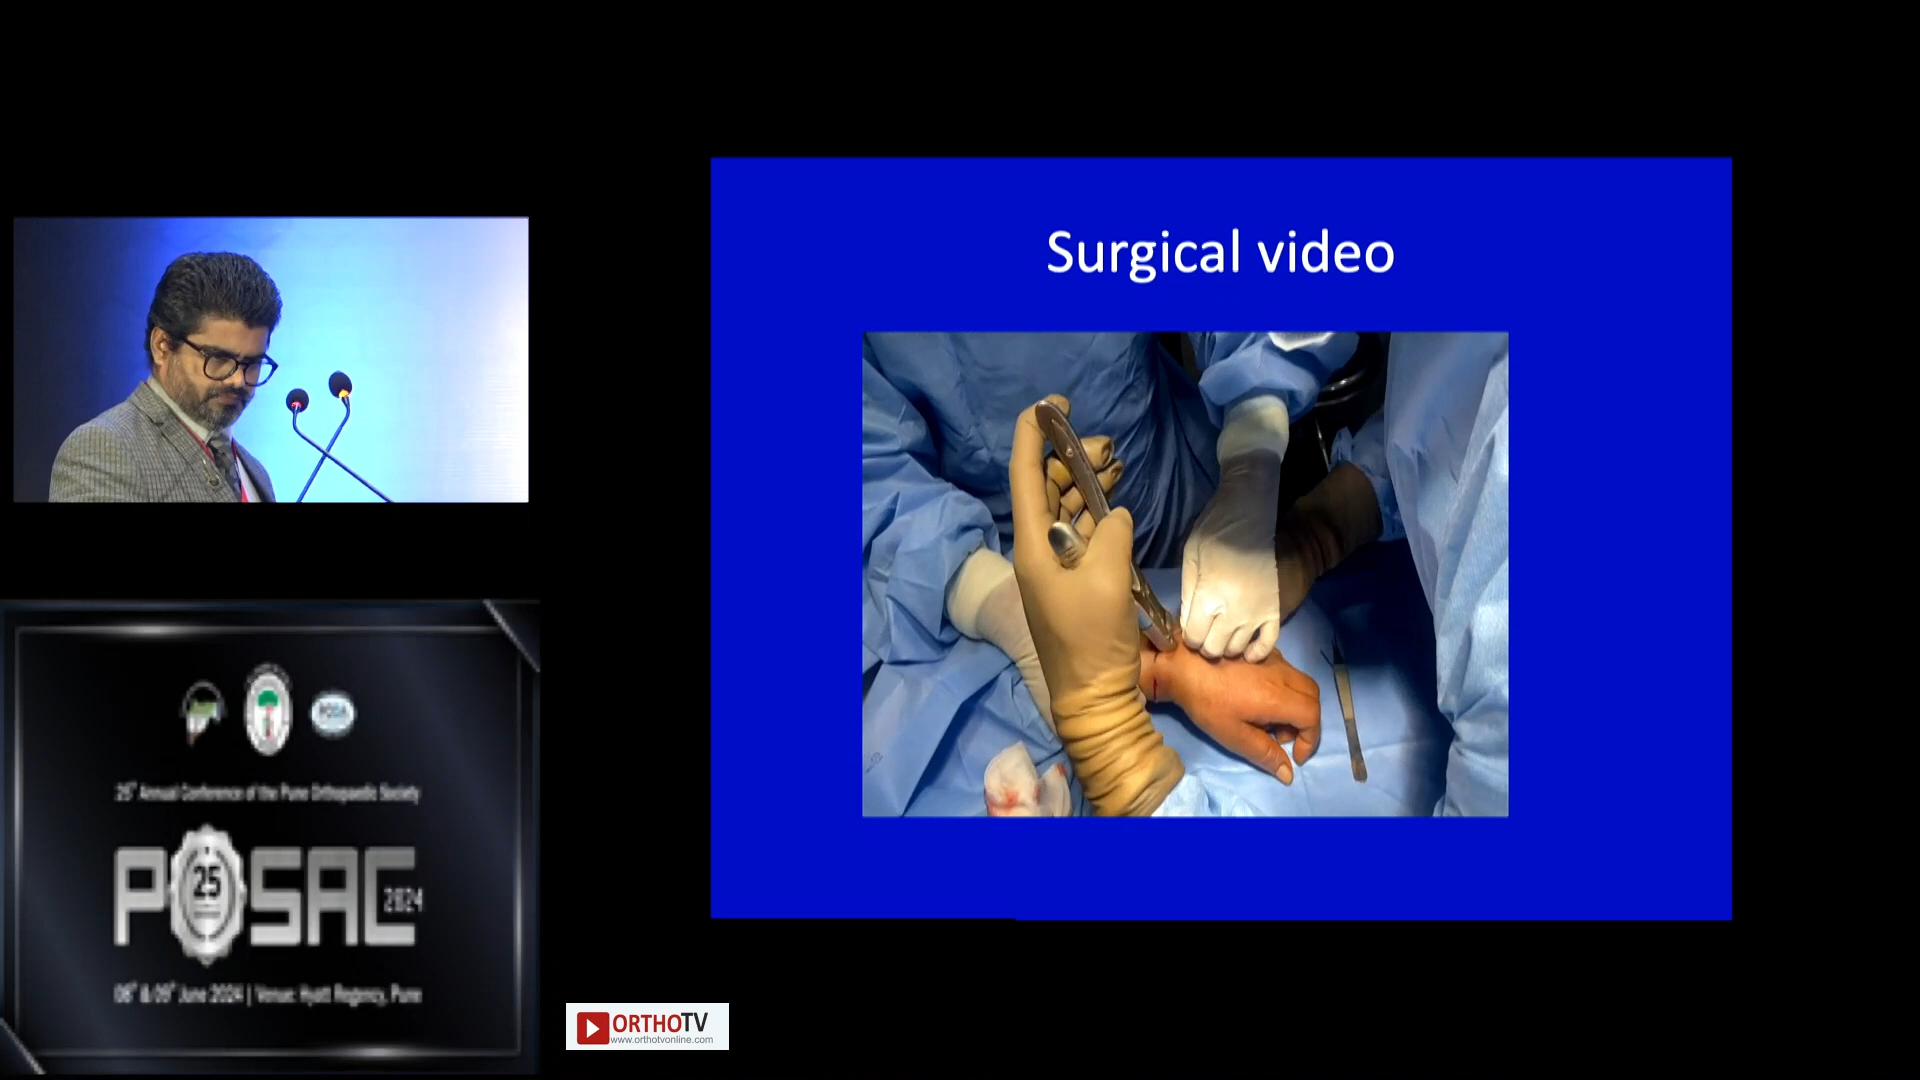 Surgical video
25th Annual Conference of the Pune Orthopaedic Society
P25SAC 2024
08th & 09th June 2024 | Venue: Hyatt Regency, Pune
ORTHOTV
www.orthotvonline.com